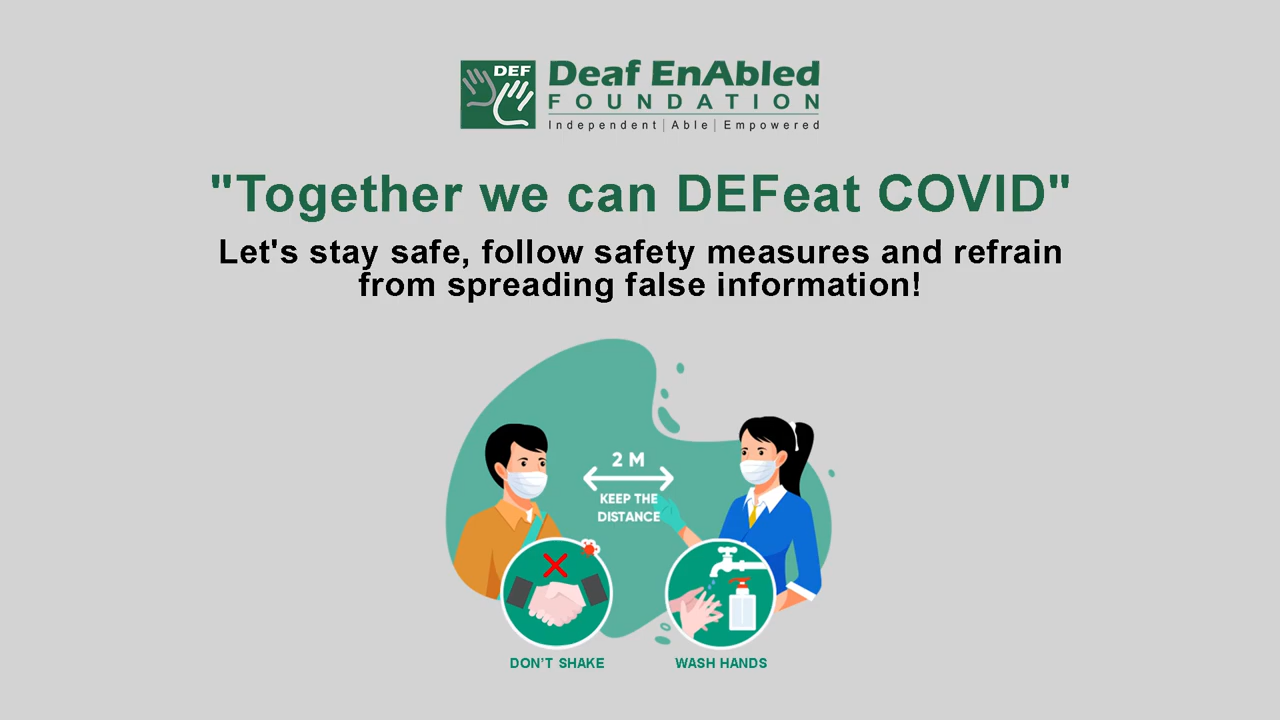 DEF
Deaf EnAbled
FOUNDATION
Independent | Able | Empowered
"Together we can DEFeat COVID"
Let's stay safe, follow safety measures and refrain
from spreading false information!
2 M
KEEP THE
DISTANCE
DON'T SHAKE
WASH HANDS